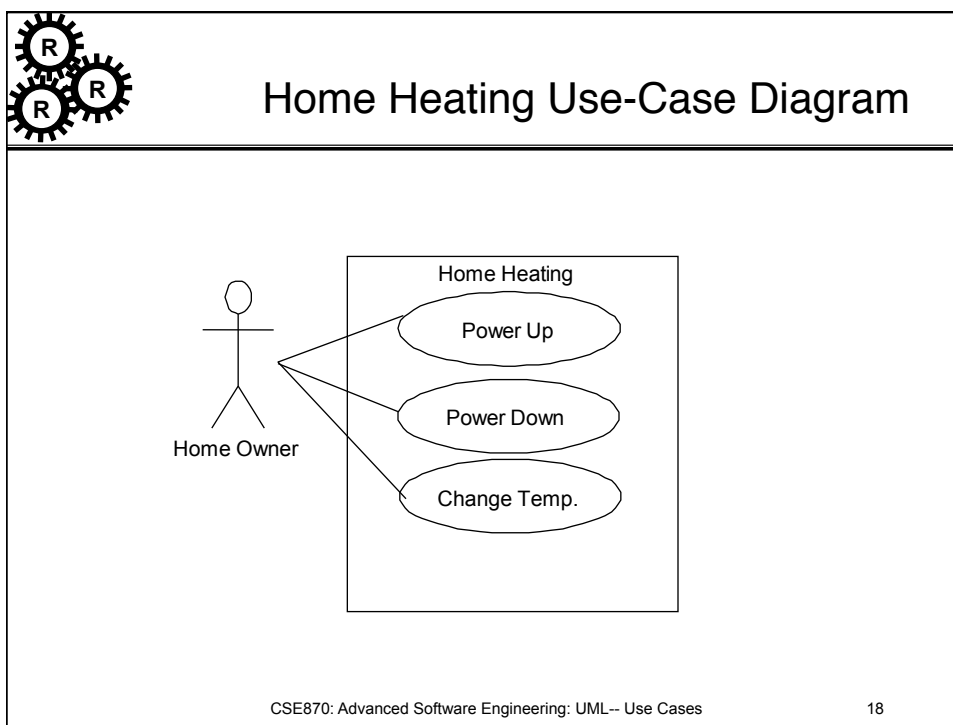 R
R
R
Home Heating Use-Case Diagram
Home Heating
Power Up
Power Down
Change Temp.
Home Owner
CSE870: Advanced Software Engineering: UML-- Use Cases
18